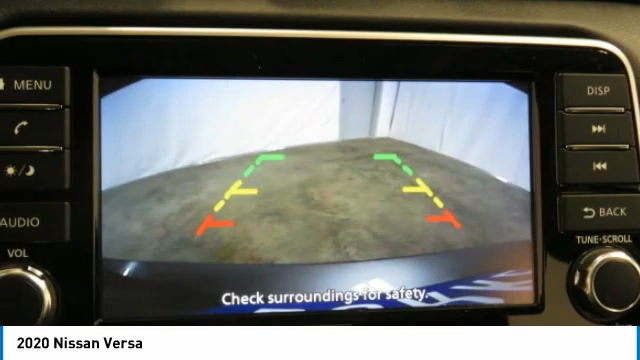 MENU
DISP
AUDIO
BACK
VOL
TUNE·SCROLL
Check surroundings for safety.
2020 Nissan Versa